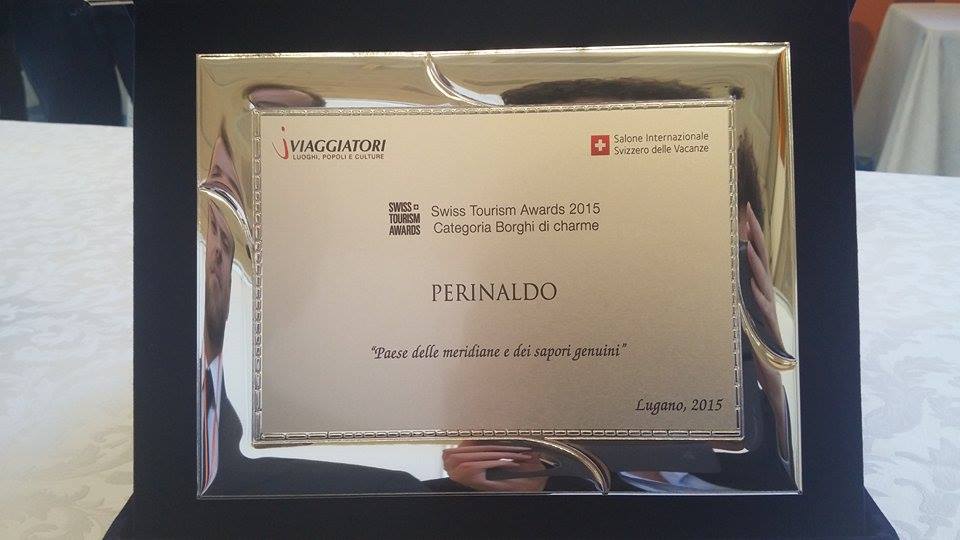 iVIAGGIATORI
LUOGHI, POPOLI E CULTURE
Salone Internazionale
Svizzero delle Vacanze
SWISS
TOURISM
AWARDS
Swiss Tourism Awards 2015
Categoria Borghi di charme
PERINALDO
“Paese delle meridiane e dei sapori genuini”
Lugano, 2015